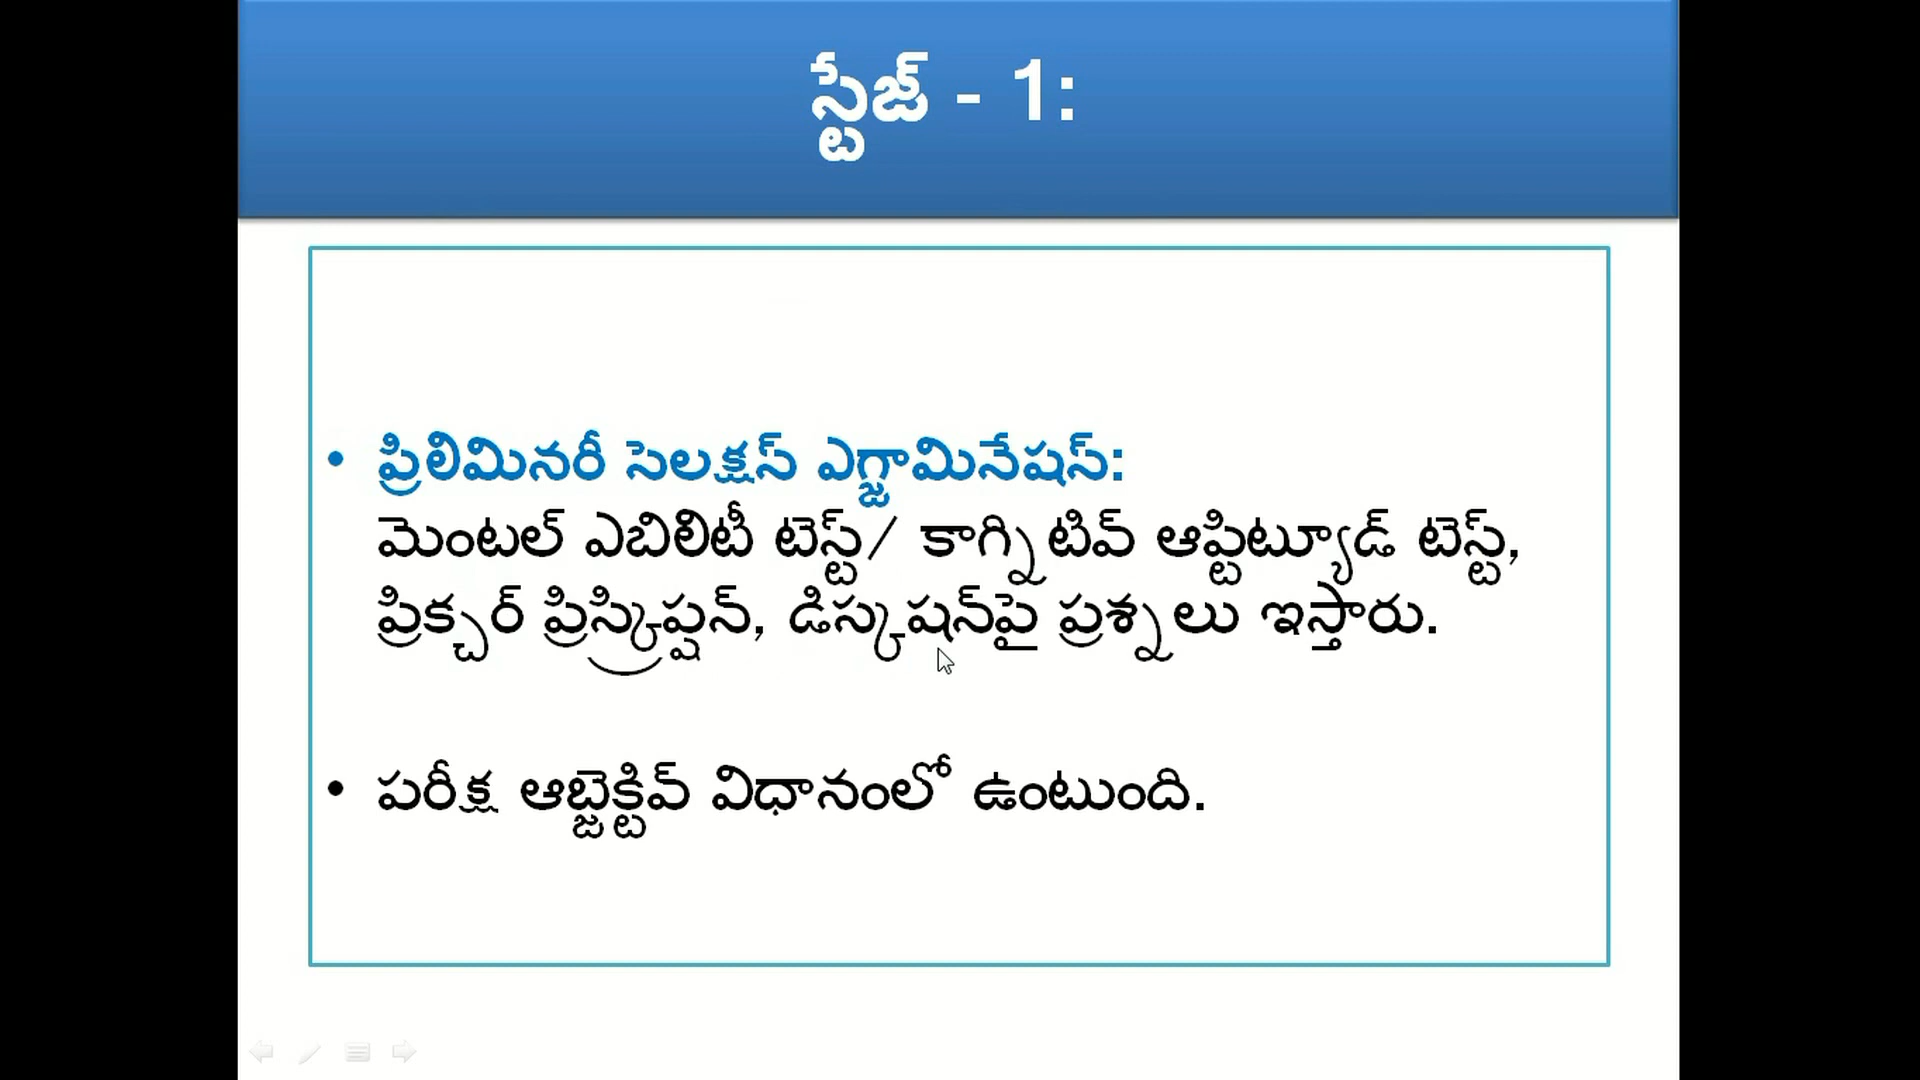 స్టేజ్ - 1:
• ప్రిలిమినరీ సెలక్షన్ ఎగ్జామినేషన్:
మెంటల్ ఎబిలిటీ టెస్ట్/ కాగ్నిటివ్ ఆప్టిట్యూడ్ టెస్ట్,
ప్రిక్చర్ ప్రిస్క్రిప్షన్, డిస్కషన్‌పై ప్రశ్నలు ఇస్తారు.
• పరీక్ష ఆబ్జెక్టివ్ విధానంలో ఉంటుంది.